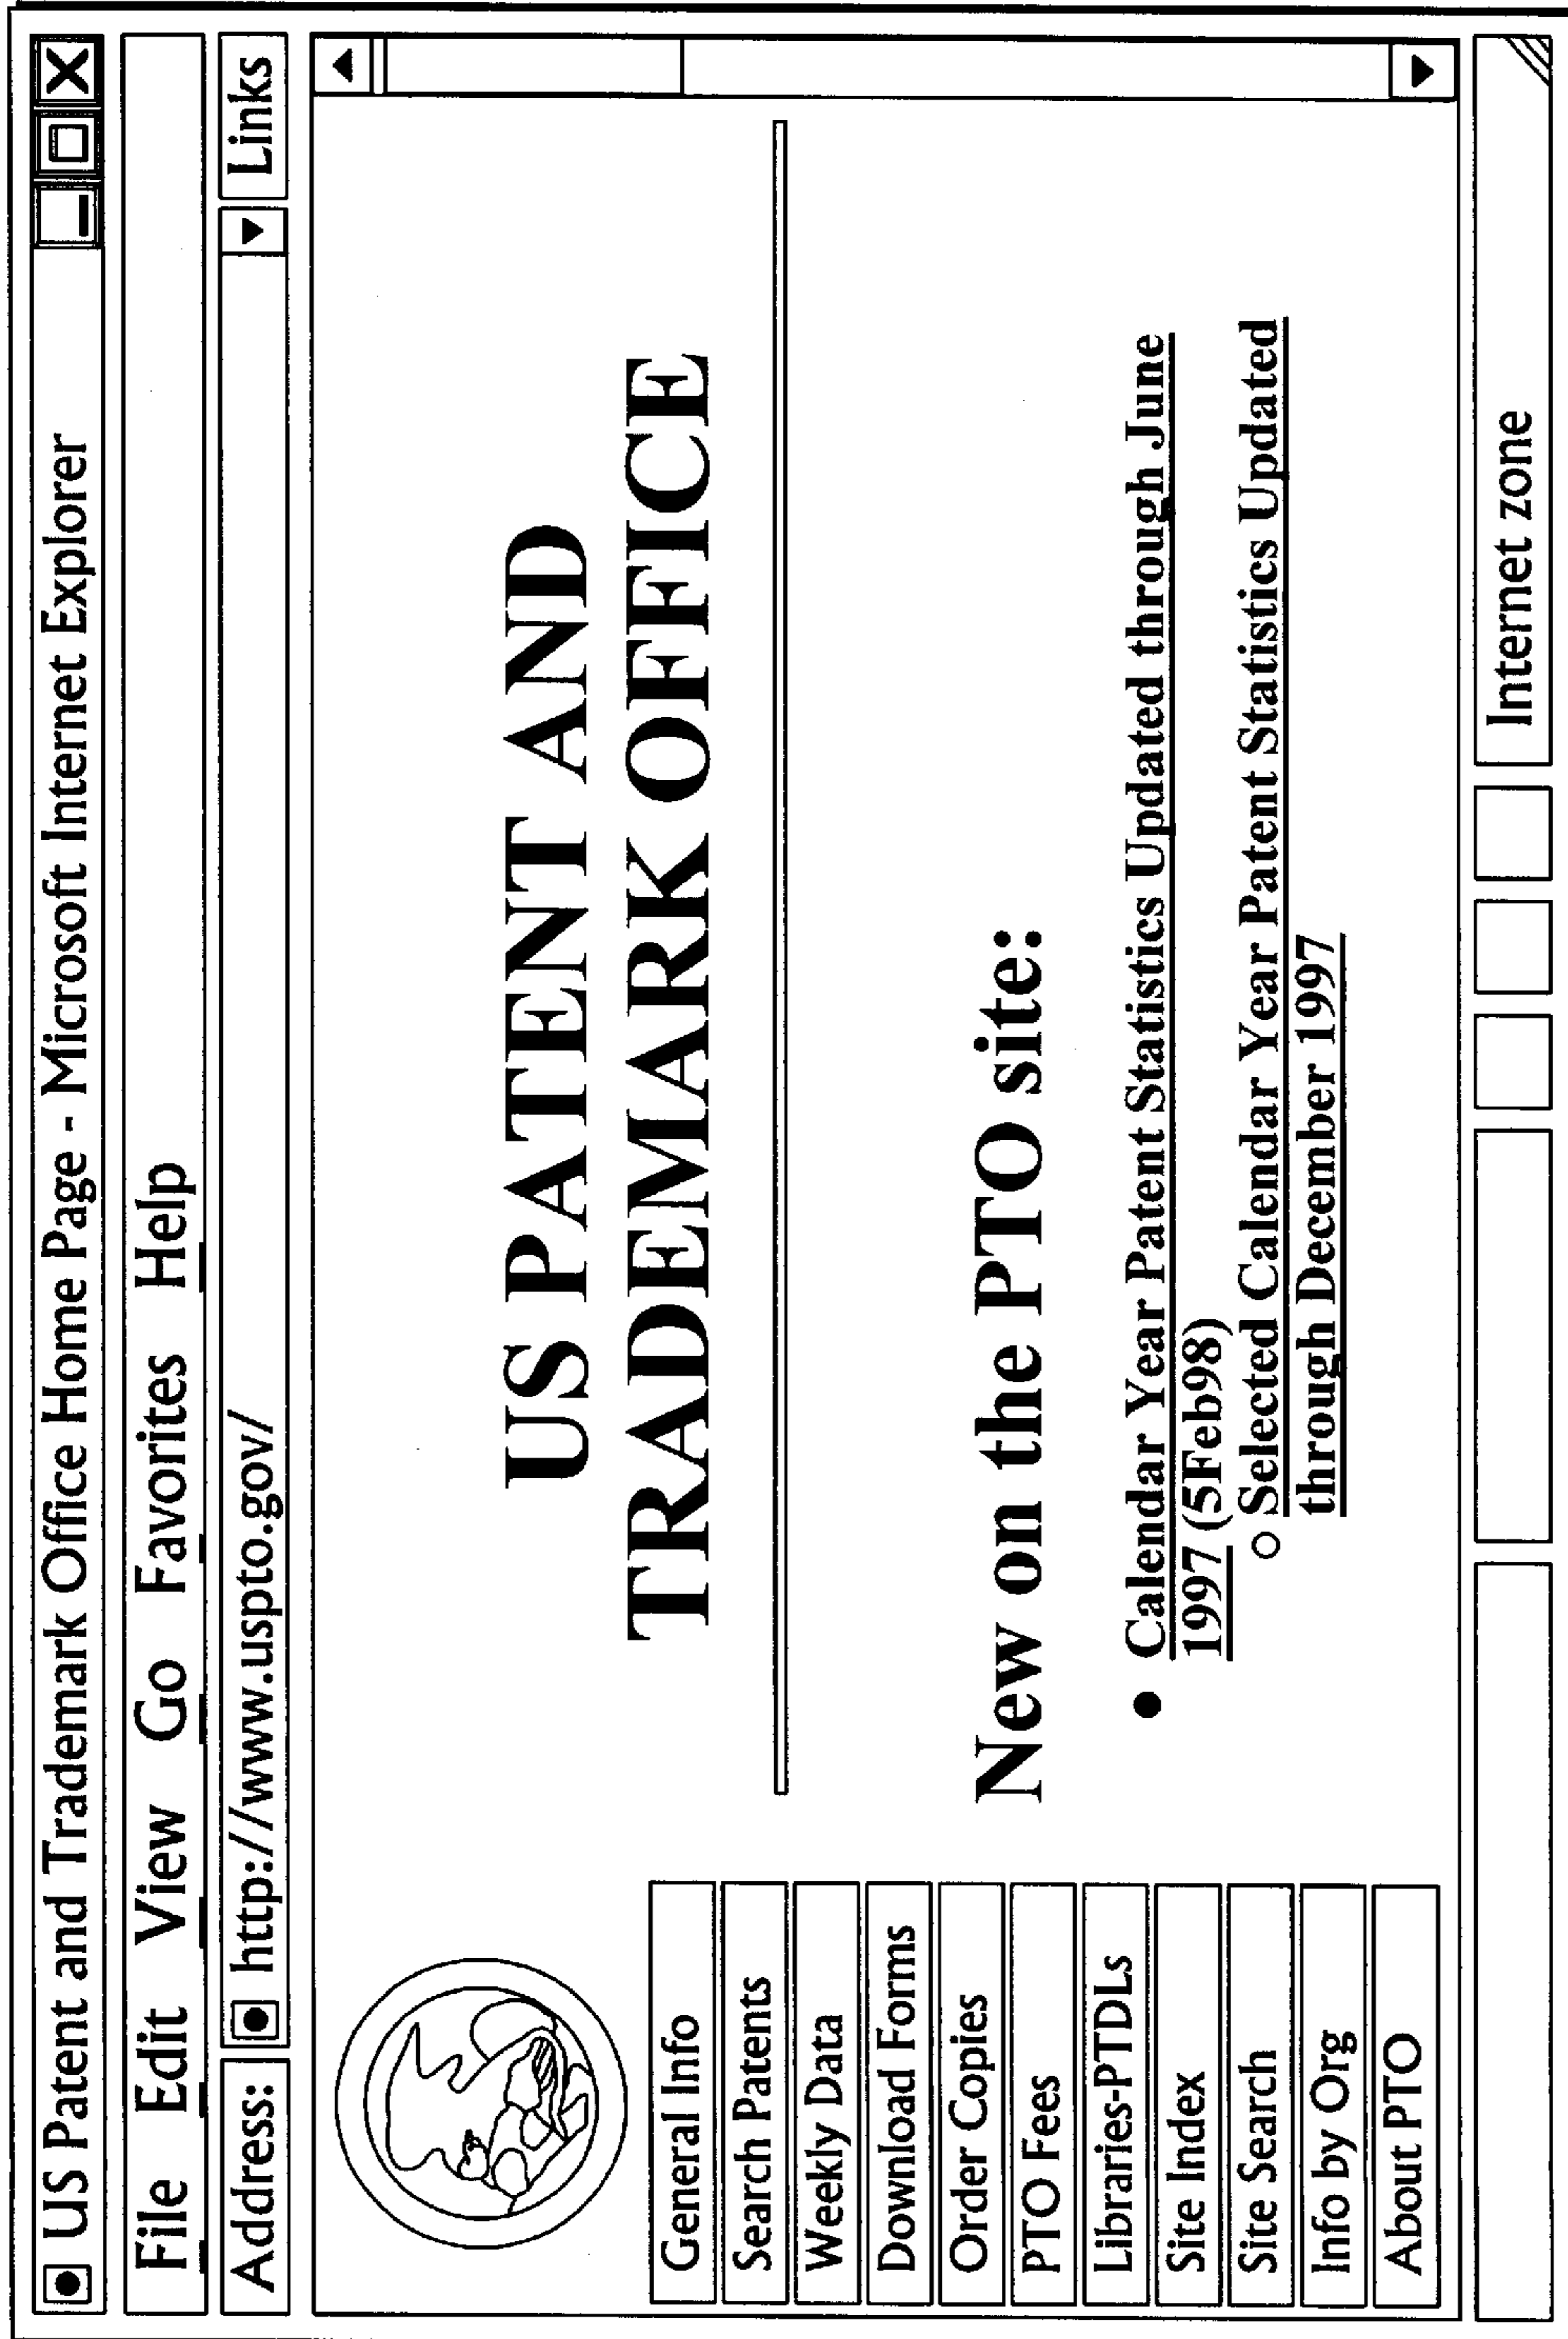 US Patent and Trademark Office Home Page - Microsoft Internet Explorer
File Edit View Go Favorites Help
Address: http://www.uspto.gov/ Links
US PATENT AND
TRADEMARK OFFICE
General Info
Search Patents
Weekly Data
Download Forms
Order Copies
PTO Fees
Libraries-PTDLs
Site Index
Site Search
Info by Org
About PTO
New on the PTO site:
● Calendar Year Patent Statistics Updated through June
1997 (5Feb98)
○ Selected Calendar Year Patent Statistics Updated
through December 1997
Internet zone